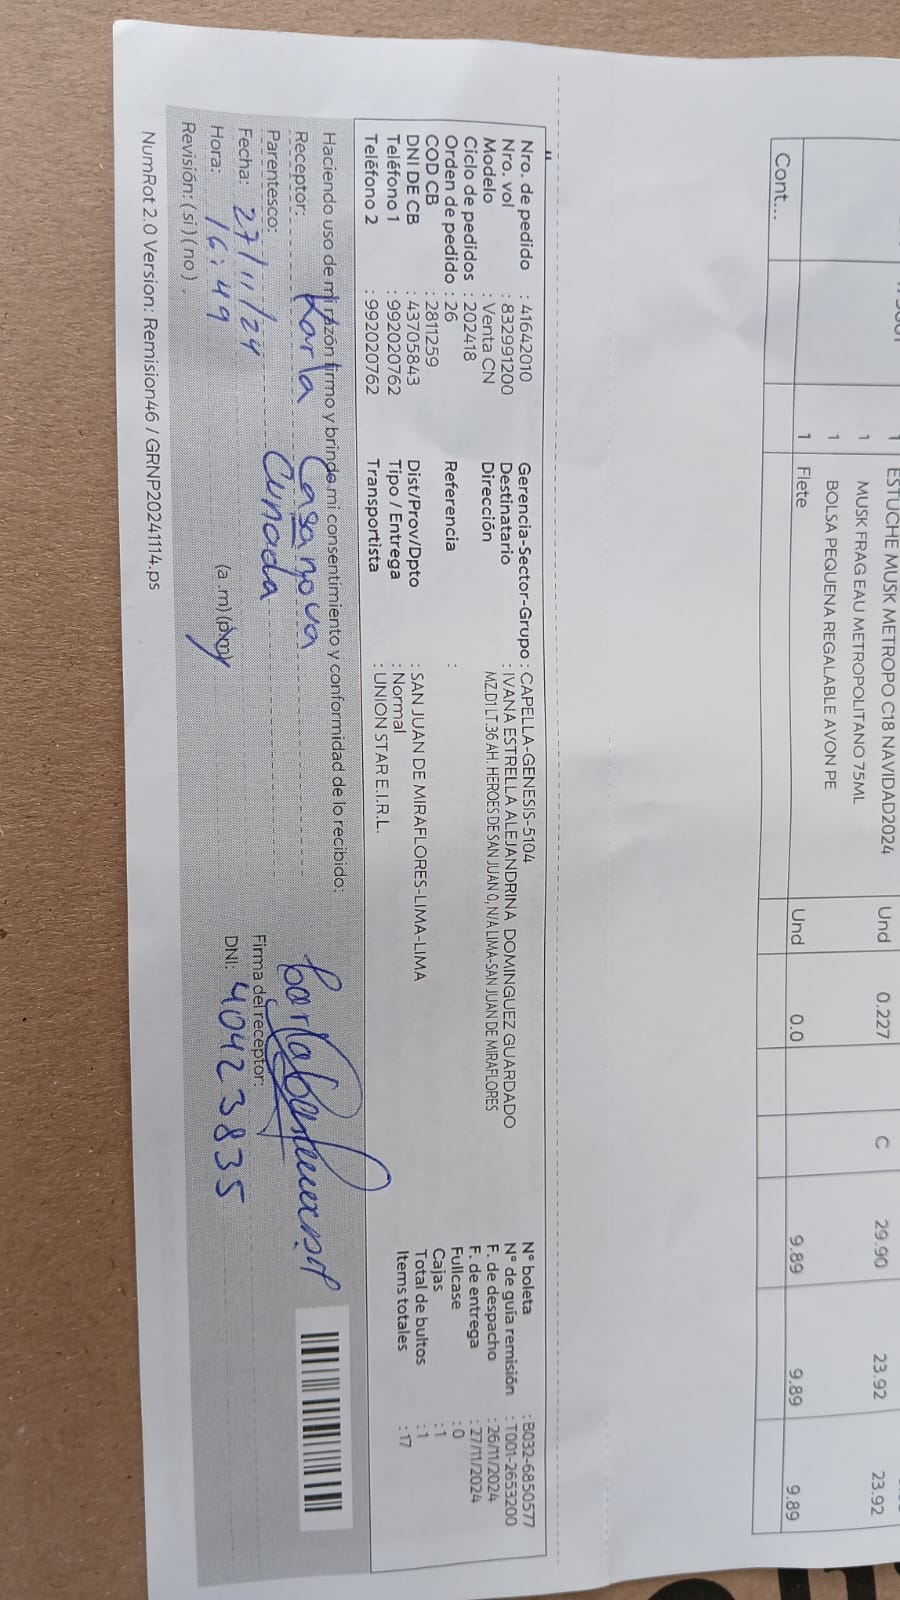 ESTUCHE MUSK METROPO C18 NAVIDAD2024 Und 0.227 C 29.90 23.92 23.92
1 MUSK FRAG EAU METROPOLITANO 75ML
1 BOLSA PEQUENA REGALABLE AVON PE
1 Flete Und 0.0 9.89 9.89 9.89
Cont...
Nro. de pedido : 41642010 Gerencia-Sector-Grupo : CAPELLA-GENESIS-5104 N° boleta : B032-6850577
Nro. vol : 832991200 Destinatario : IVANA ESTRELLA ALEJANDRINA DOMINGUEZ GUARDADO N° de guía remisión : T001-2653200
Modelo : Venta CN Dirección MZ.D1 LT.36 AH. HEROES DE SAN JUAN 0, N/A LIMA-SAN JUAN DE MIRAFLORES F. de despacho : 26/11/2024
Ciclo de pedidos : 202418 F. de entrega : 27/11/2024
Orden de pedido : 26 Referencia : Fullcase : 0
COD CB : 2811259 Cajas : 1
DNI DE CB : 43705843 Dist/Prov/Dpto : SAN JUAN DE MIRAFLORES-LIMA-LIMA Total de bultos : 1
Teléfono 1 : 992020762 Tipo / Entrega : Normal Items totales : 17
Teléfono 2 : 992020762 Transportista : UNION STAR E.I.R.L.
Haciendo uso de mi razón firmo y brindo mi consentimiento y conformidad de lo recibido:
Receptor: Karla Casanova
Parentesco: Cuñada Firma del receptor:
Fecha: 27/11/24 DNI: 40423835
Hora: 16:49 (a.m)(p.m)
Revisión: (si) (no) .
NumRot 2.0 Version: Remision46 / GRNP20241114.ps